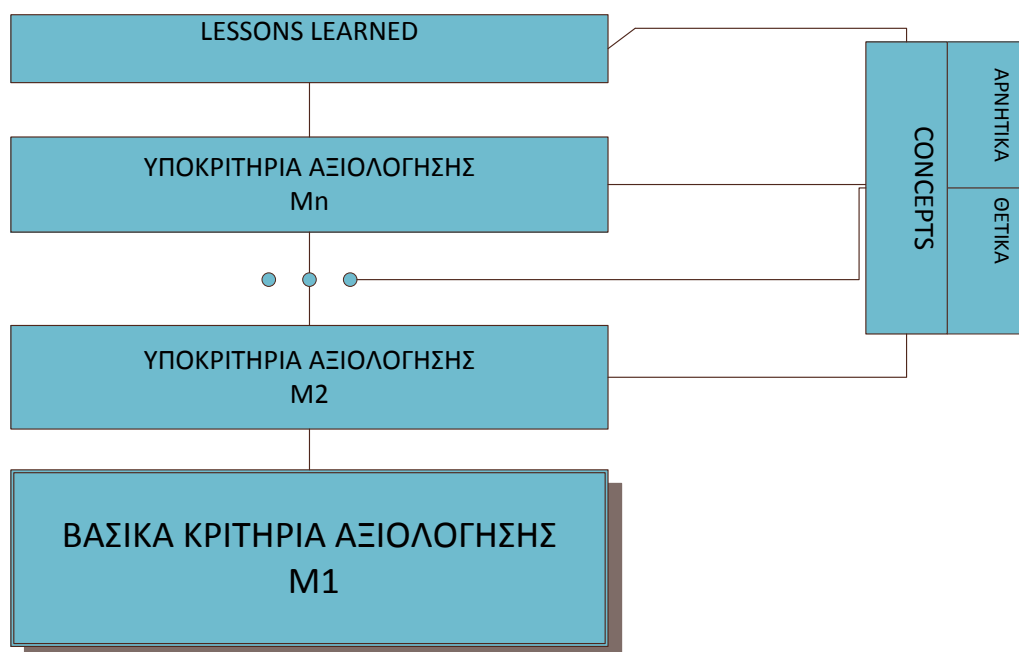 LESSONS LEARNED
ΥΠΟΚΡΙΤΗΡΙΑ ΑΞΙΟΛΟΓΗΣΗΣ
Mn
ΥΠΟΚΡΙΤΗΡΙΑ ΑΞΙΟΛΟΓΗΣΗΣ
M2
ΒΑΣΙΚΑ ΚΡΙΤΗΡΙΑ ΑΞΙΟΛΟΓΗΣΗΣ
M1
CONCEPTS
ΑΡΝΗΤΙΚΑ
ΘΕΤΙΚΑ